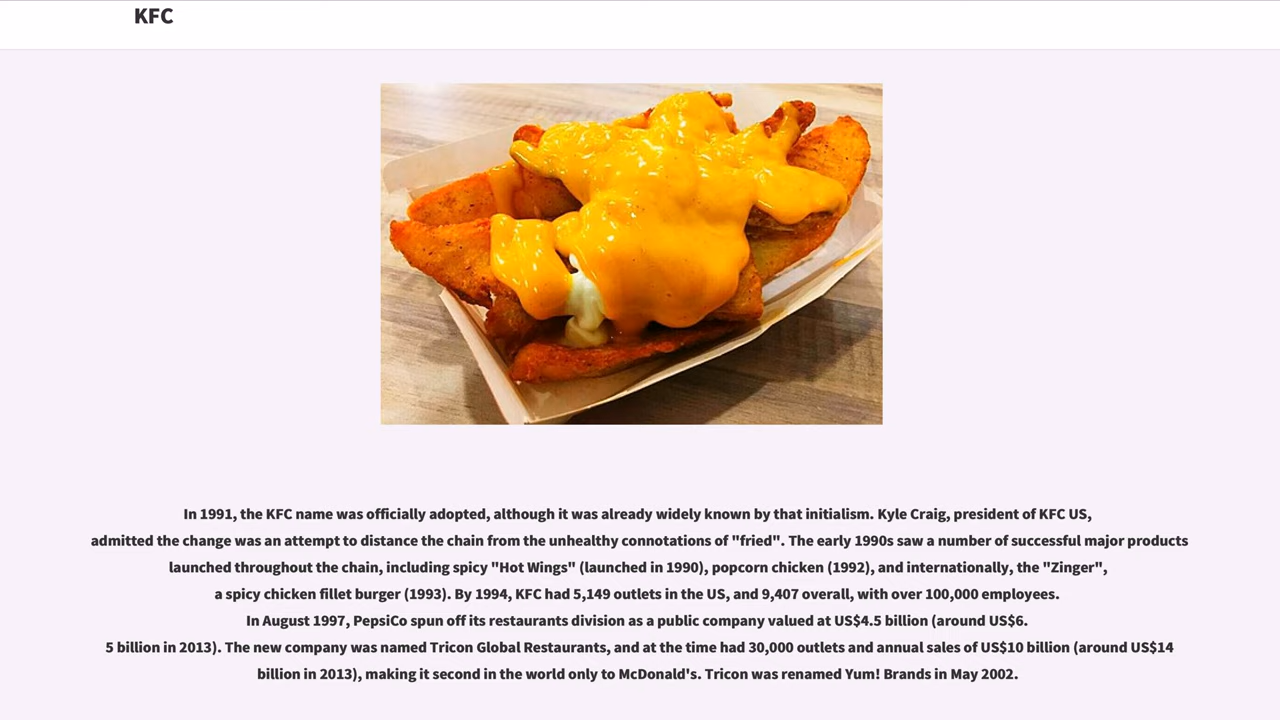 KFC
In 1991, the KFC name was officially adopted, although it was already widely known by that initialism. Kyle Craig, president of KFC US,
admitted the change was an attempt to distance the chain from the unhealthy connotations of "fried". The early 1990s saw a number of successful major products
launched throughout the chain, including spicy "Hot Wings" (launched in 1990), popcorn chicken (1992), and internationally, the "Zinger",
a spicy chicken fillet burger (1993). By 1994, KFC had 5,149 outlets in the US, and 9,407 overall, with over 100,000 employees.
In August 1997, PepsiCo spun off its restaurants division as a public company valued at US$4.5 billion (around US$6.
5 billion in 2013). The new company was named Tricon Global Restaurants, and at the time had 30,000 outlets and annual sales of US$10 billion (around US$14
billion in 2013), making it second in the world only to McDonald's. Tricon was renamed Yum! Brands in May 2002.